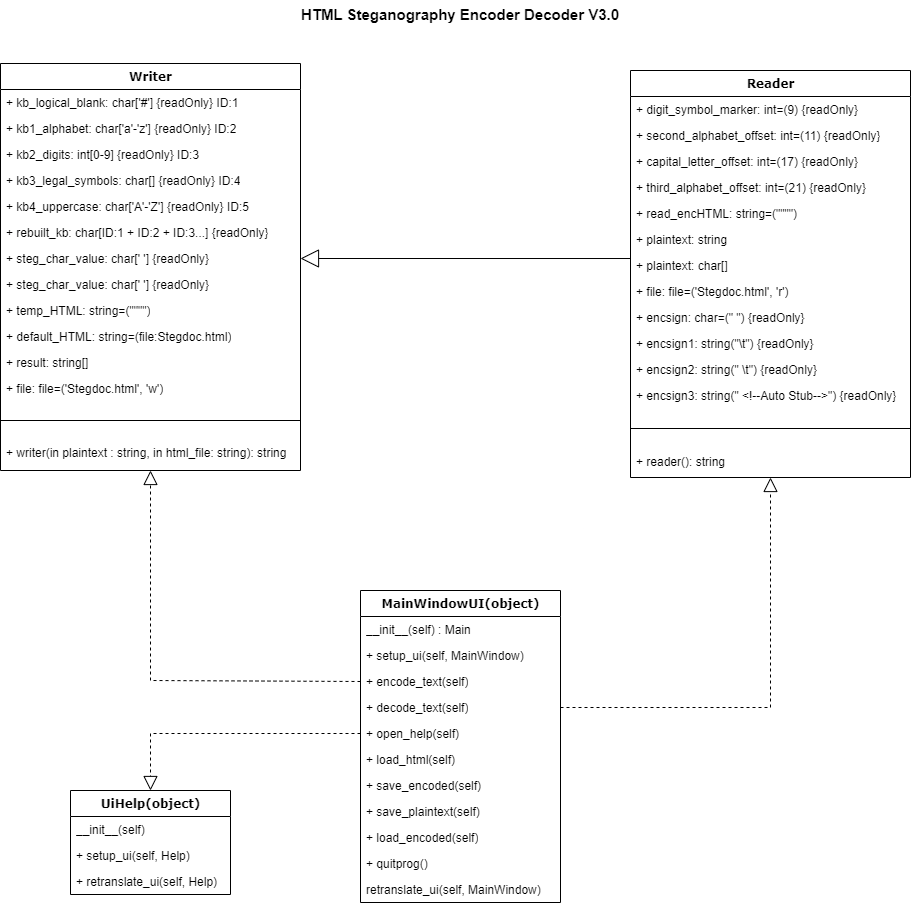 HTML Steganography Encoder Decoder V3.0
Writer
+ kb_logical_blank: char['#'] {readOnly} ID:1
+ kb1_alphabet: char['a'-'z'] {readOnly} ID:2
+ kb2_digits: int[0-9] {readOnly} ID:3
+ kb3_legal_symbols: char[] {readOnly} ID:4
+ kb4_uppercase: char['A'-'Z'] {readOnly} ID:5
+ rebuilt_kb: char[ID:1 + ID:2 + ID:3...] {readOnly}
+ steg_char_value: char[' '] {readOnly}
+ steg_char_value: char[' '] {readOnly}
+ temp_HTML: string=("""")
+ default_HTML: string=(file:Stegdoc.html)
+ result: string[]
+ file: file=('Stegdoc.html', 'w')
+ writer(in plaintext : string, in html_file: string): string
Reader
+ digit_symbol_marker: int=(9) {readOnly}
+ second_alphabet_offset: int=(11) {readOnly}
+ capital_letter_offset: int=(17) {readOnly}
+ third_alphabet_offset: int=(21) {readOnly}
+ read_encHTML: string=("""")
+ plaintext: string
+ plaintext: char[]
+ file: file=('Stegdoc.html', 'r')
+ encsign: char=(" ") {readOnly}
+ encsign1: string("\t") {readOnly}
+ encsign2: string(" \t") {readOnly}
+ encsign3: string(" <!--Auto Stub-->") {readOnly}
+ reader(): string
MainWindowUI(object)
__init__(self) : Main
+ setup_ui(self, MainWindow)
+ encode_text(self)
+ decode_text(self)
+ open_help(self)
+ load_html(self)
+ save_encoded(self)
+ save_plaintext(self)
+ load_encoded(self)
+ quitprog()
retranslate_ui(self, MainWindow)
UiHelp(object)
__init__(self)
+ setup_ui(self, Help)
+ retranslate_ui(self, Help)